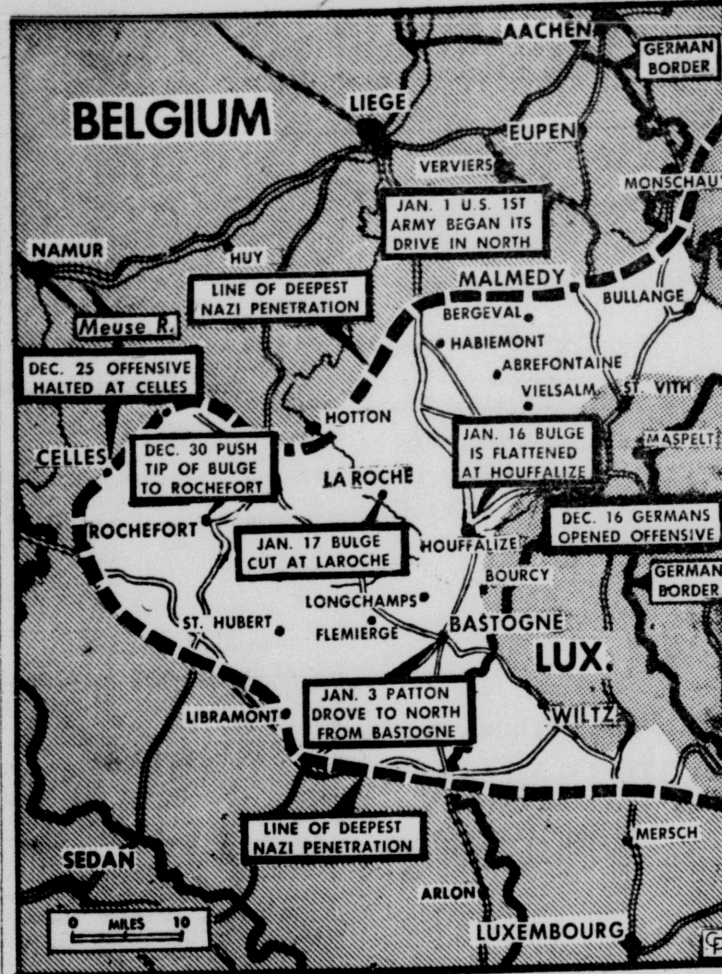 AACHEN
GERMAN
BORDER
BELGIUM
LIEGE
EUPEN
VERVIERS
MONSCHAU
JAN. 1 U.S. 1ST
ARMY BEGAN ITS
DRIVE IN NORTH
NAMUR
HUY
LINE OF DEEPEST
NAZI PENETRATION
MALMEDY
BULLANGE
BERGEVAL
Meuse R.
HABIEMONT
ABREFONTAINE
DEC. 25 OFFENSIVE
HALTED AT CELLES
VIELSALM
ST. VITH
HOTTON
CELLES
DEC. 30 PUSH
TIP OF BULGE
TO ROCHEFORT
JAN. 16 BULGE
IS FLATTENED
AT HOUFFALIZE
MASPELT
LA ROCHE
ROCHEFORT
DEC. 16 GERMANS
OPENED OFFENSIVE
JAN. 17 BULGE
CUT AT LAROCHE
HOUFFALIZE
BOURCY
GERMAN
BORDER
LONGCHAMPS
ST. HUBERT
FLEMIERGE
BASTOGNE
LUX.
JAN. 3 PATTON
DROVE TO NORTH
FROM BASTOGNE
LIBRAMONT
WILTZ
LINE OF DEEPEST
NAZI PENETRATION
MERSCH
SEDAN
ARLON
0 MILES 10
LUXEMBOURG
CP